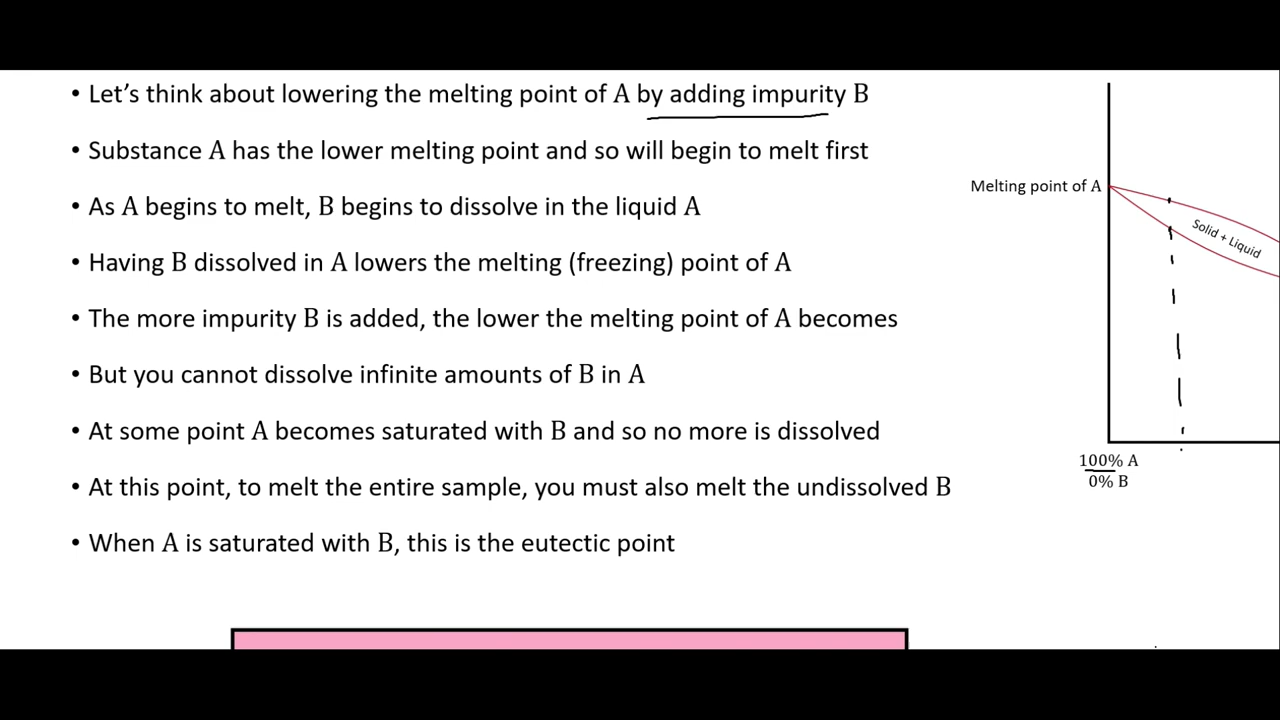 • Let’s think about lowering the melting point of A by adding impurity B
• Substance A has the lower melting point and so will begin to melt first
• As A begins to melt, B begins to dissolve in the liquid A
• Having B dissolved in A lowers the melting (freezing) point of A
• The more impurity B is added, the lower the melting point of A becomes
• But you cannot dissolve infinite amounts of B in A
• At some point A becomes saturated with B and so no more is dissolved
• At this point, to melt the entire sample, you must also melt the undissolved B
• When A is saturated with B, this is the eutectic point
Melting point of A
Solid + Liquid
100% A
0% B